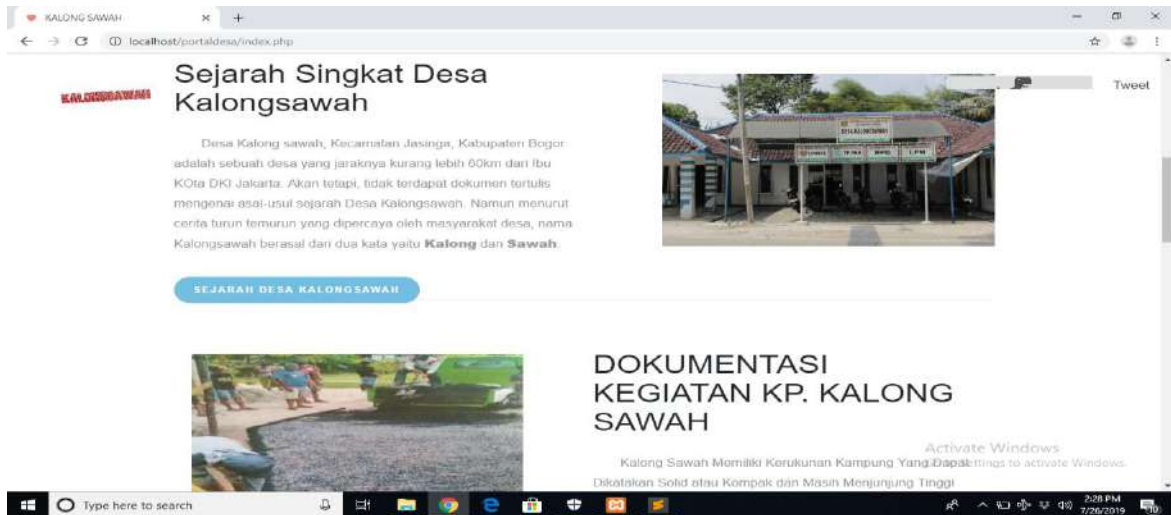 KALONG SAWAH
localhost/portaldesa/index.php
KALONGSAWAH
Sejarah Singkat Desa
Kalongsawah
Desa Kalong sawah, Kecamatan Jasinga, Kabupaten Bogor
adalah sebuah desa yang jaraknya kurang lebih 60km dari Ibu
KOta DKI Jakarta. Akan tetapi, tidak terdapat dokumen tertulis
mengenai asal-usul sejarah Desa Kalongsawah. Namun menurut
cerita turun temurun yang dipercaya oleh masyarakat desa, nama
Kalongsawah berasal dari dua kata yaitu Kalong dan Sawah.
SEJARAH DESA KALONGSAWAH
Tweet
DOKUMENTASI
KEGIATAN KP. KALONG
SAWAH
Kalong Sawah Memiliki Kerukunan Kampung Yang Dapat
Dikatakan Solid atau Kompak dan Masih Menjunjung Tinggi
Activate Windows
settings to activate Windows.
Type here to search
2:28 PM
7/26/2019